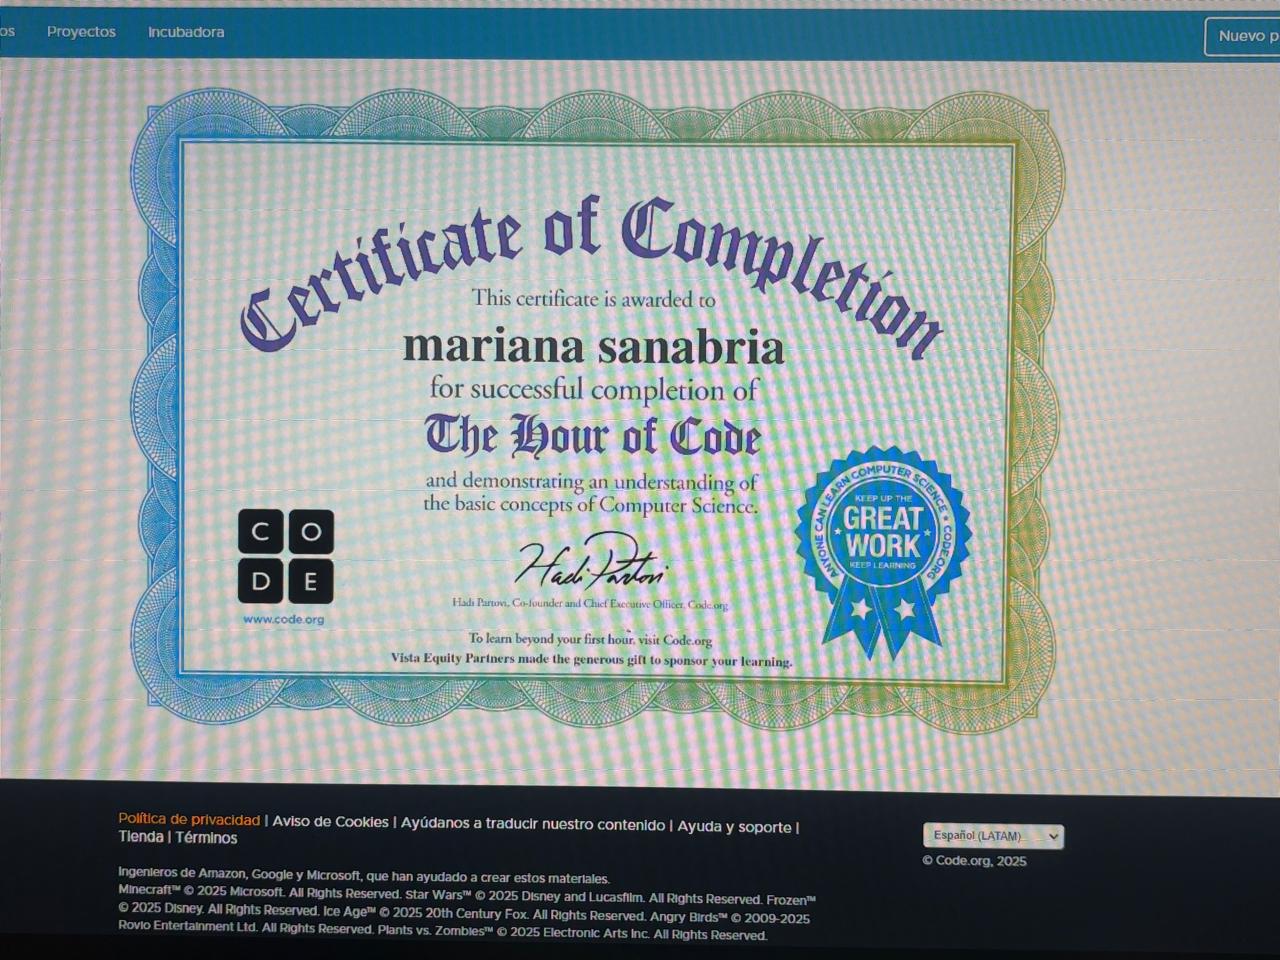 os Proyectos Incubadora Nuevo p
Certificate of Completion
This certificate is awarded to
mariana sanabria
for successful completion of
The Hour of Code
and demonstrating an understanding of
the basic concepts of Computer Science.
ANYONE CAN LEARN COMPUTER SCIENCE • CODE.ORG
KEEP UP THE
GREAT
WORK
KEEP LEARNING
C O
D E
www.code.org
Hadi Partovi
Hadi Partovi, Co-founder and Chief Executive Officer, Code.org
To learn beyond your first hour, visit Code.org
Vista Equity Partners made the generous gift to sponsor your learning.
Política de privacidad | Aviso de Cookies | Ayúdanos a traducir nuestro contenido | Ayuda y soporte |
Tienda | Términos
Español (LATAM)
© Code.org, 2025
Ingenieros de Amazon, Google y Microsoft, que han ayudado a crear estos materiales.
Minecraft™ © 2025 Microsoft. All Rights Reserved. Star Wars™ © 2025 Disney and Lucasfilm. All Rights Reserved. Frozen™
© 2025 Disney. All Rights Reserved. Ice Age™ © 2025 20th Century Fox. All Rights Reserved. Angry Birds™ © 2009-2025
Rovio Entertainment Ltd. All Rights Reserved. Plants vs. Zombies™ © 2025 Electronic Arts Inc. All Rights Reserved.